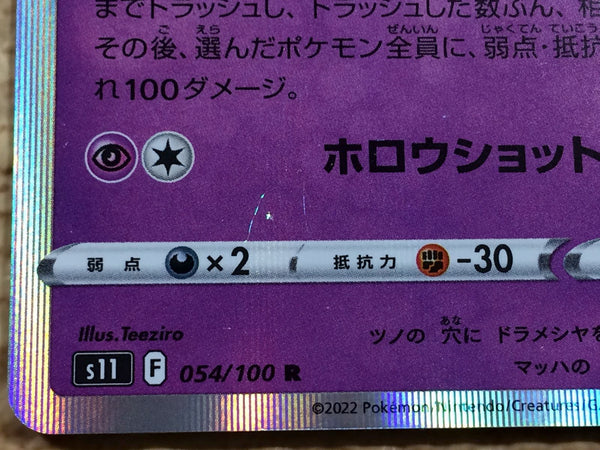 までトラッシュし、トラッシュした数ぶん、相
その後、選んだポケモン全員に、弱点・抵抗
れ100ダメージ。
ホロウショット
弱点 ×2 抵抗力 -30
Illus.Teeziro
s11 F 054/100 R
ツノの 穴に ドラメシヤを
マッハの
©2022 Pokémon/Nintendo/Creatures/G